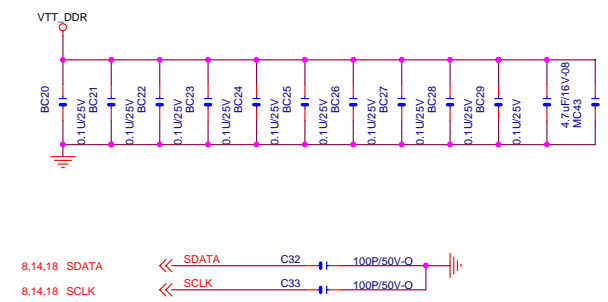 VTT_DDR
BC20
0.1U/25V
BC21
0.1U/25V
BC22
0.1U/25V
BC23
0.1U/25V
BC24
0.1U/25V
BC25
0.1U/25V
BC26
0.1U/25V
BC27
0.1U/25V
BC28
0.1U/25V
BC29
0.1U/25V
4.7uF/16V-08
MC43
8,14,18 SDATA SDATA C32 100P/50V-O
8,14,18 SCLK SCLK C33 100P/50V-O